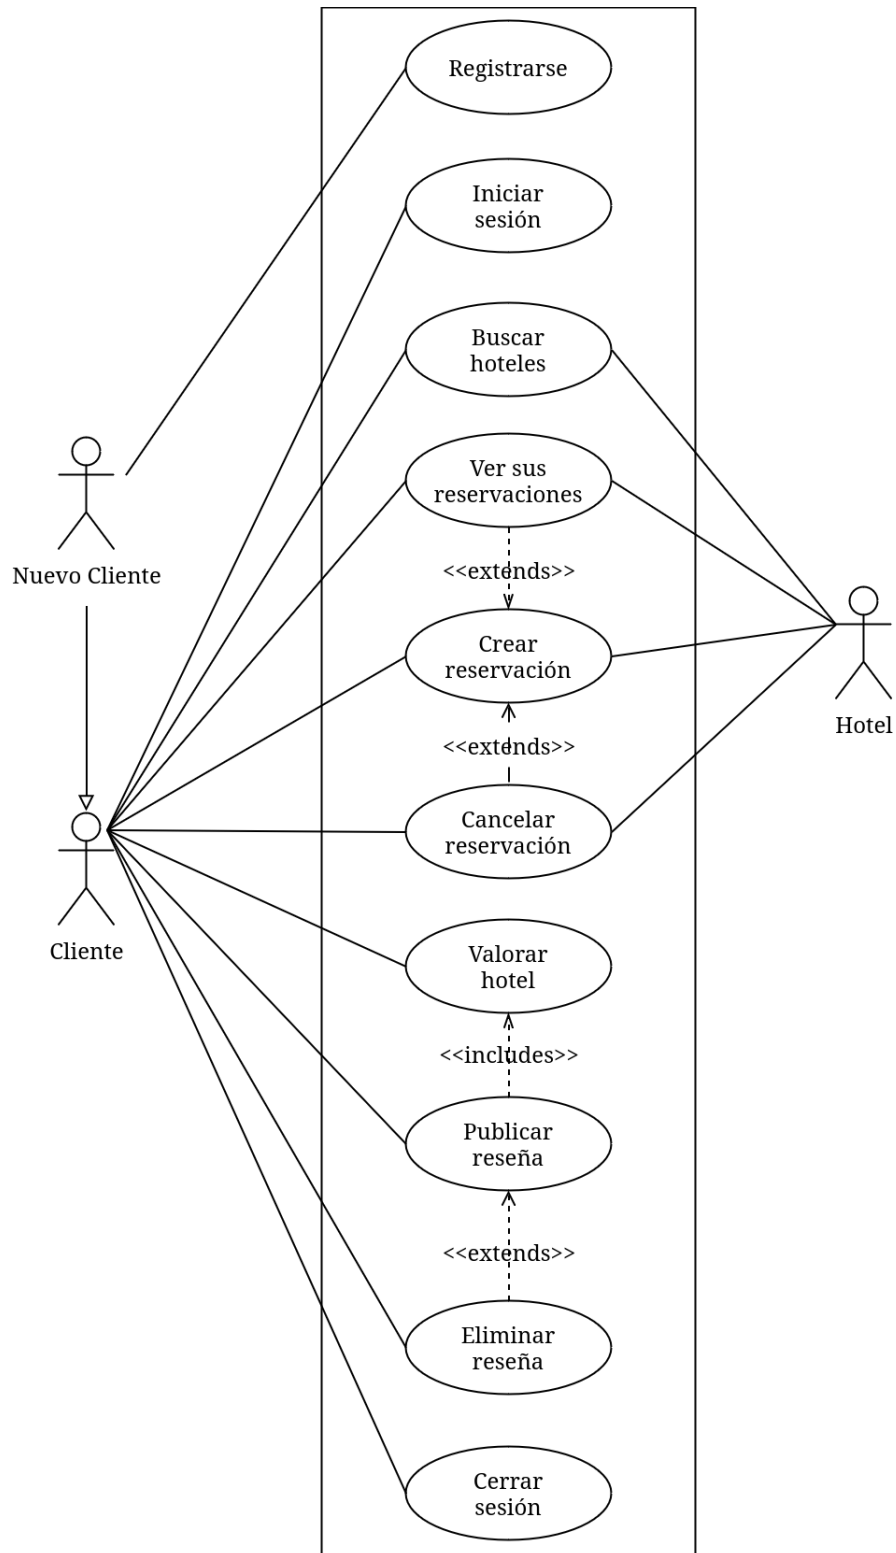 Registrarse
Iniciar
sesión
Buscar
hoteles
Ver sus
reservaciones
<<extends>>
Nuevo Cliente
Crear
reservación
Hotel
<<extends>>
Cancelar
reservación
Cliente
Valorar
hotel
<<includes>>
Publicar
reseña
<<extends>>
Eliminar
reseña
Cerrar
sesión